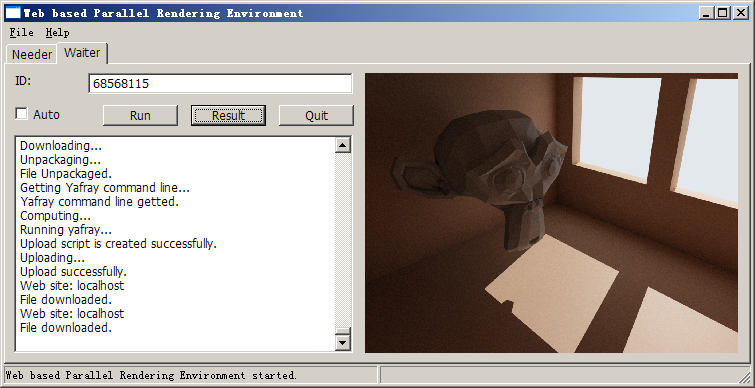 Web based Parallel Rendering Environment
File Help
Needer Waiter
ID: 68568115
Auto Run Result Quit
Downloading...
Unpackaging...
File Unpackaged.
Getting Yafray command line...
Yafray command line getted.
Computing...
Running yafray...
Upload script is created successfully.
Uploading...
Upload successfully.
Web site: localhost
File downloaded.
Web site: localhost
File downloaded.
Web based Parallel Rendering Environment started.